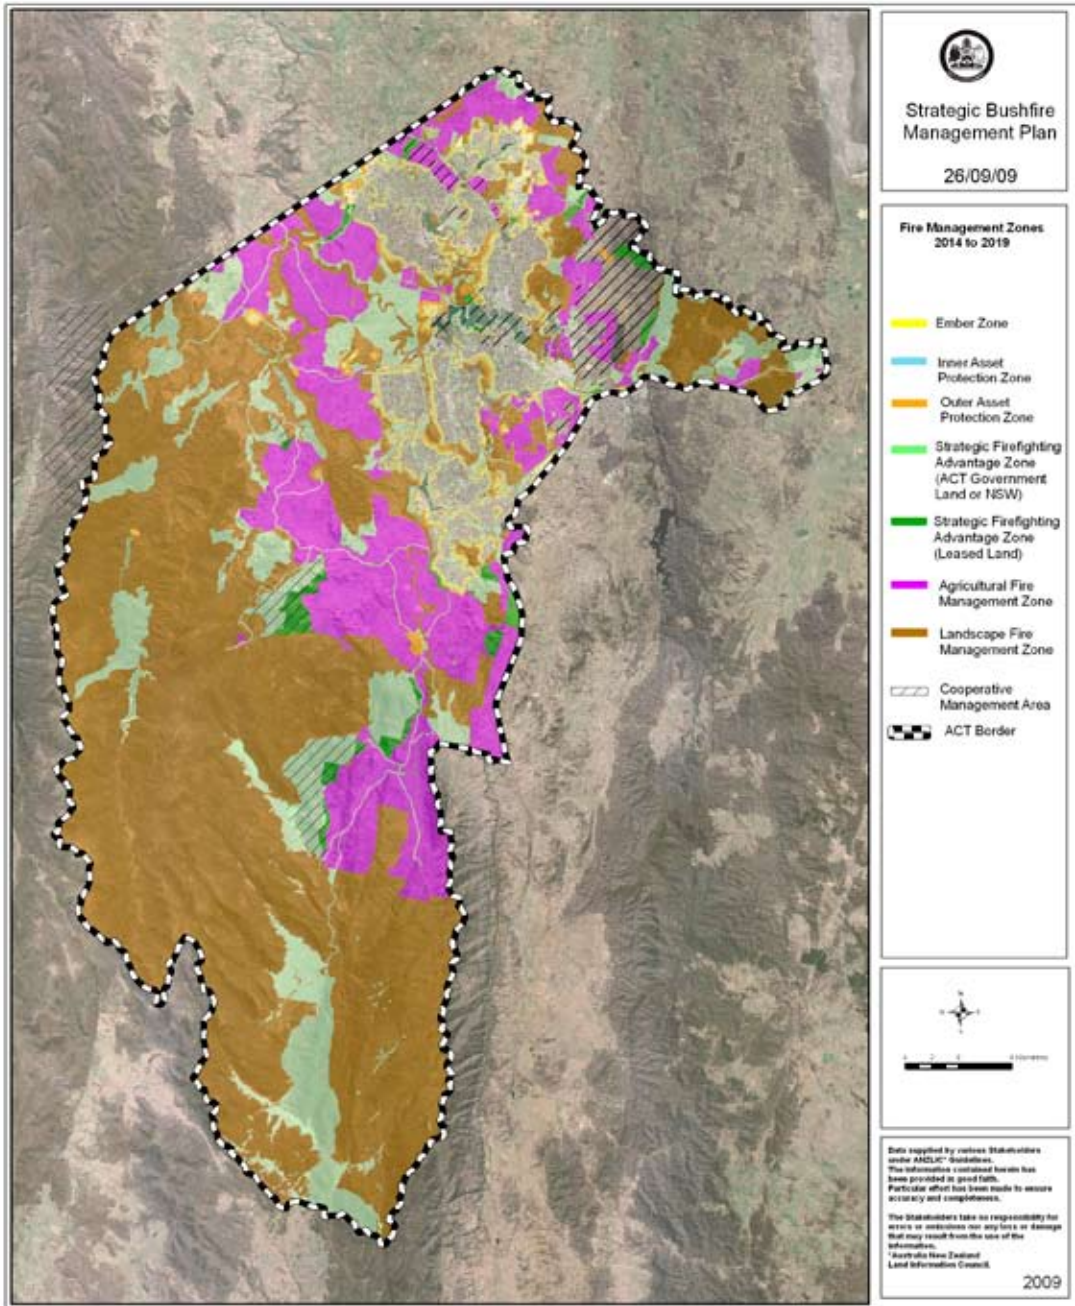 Strategic Bushfire
Management Plan
26/09/09
Fire Management Zones
2014 to 2019
Ember Zone
Inner Asset
Protection Zone
Outer Asset
Protection Zone
Strategic Firefighting
Advantage Zone
(ACT Government
Land or NSW)
Strategic Firefighting
Advantage Zone
(Leased Land)
Agricultural Fire
Management Zone
Landscape Fire
Management Zone
Cooperative
Management Area
ACT Border
Data supplied by various Stakeholders
under ANZLIC* Guidelines.
The information contained herein has
been provided in good faith.
Particular effort has been made to ensure
accuracy and completeness.
The Stakeholders take no responsibility for
errors or omissions nor any loss or damage
that may result from the use of the
information.
*Australia New Zealand
Land Information Council.
2009